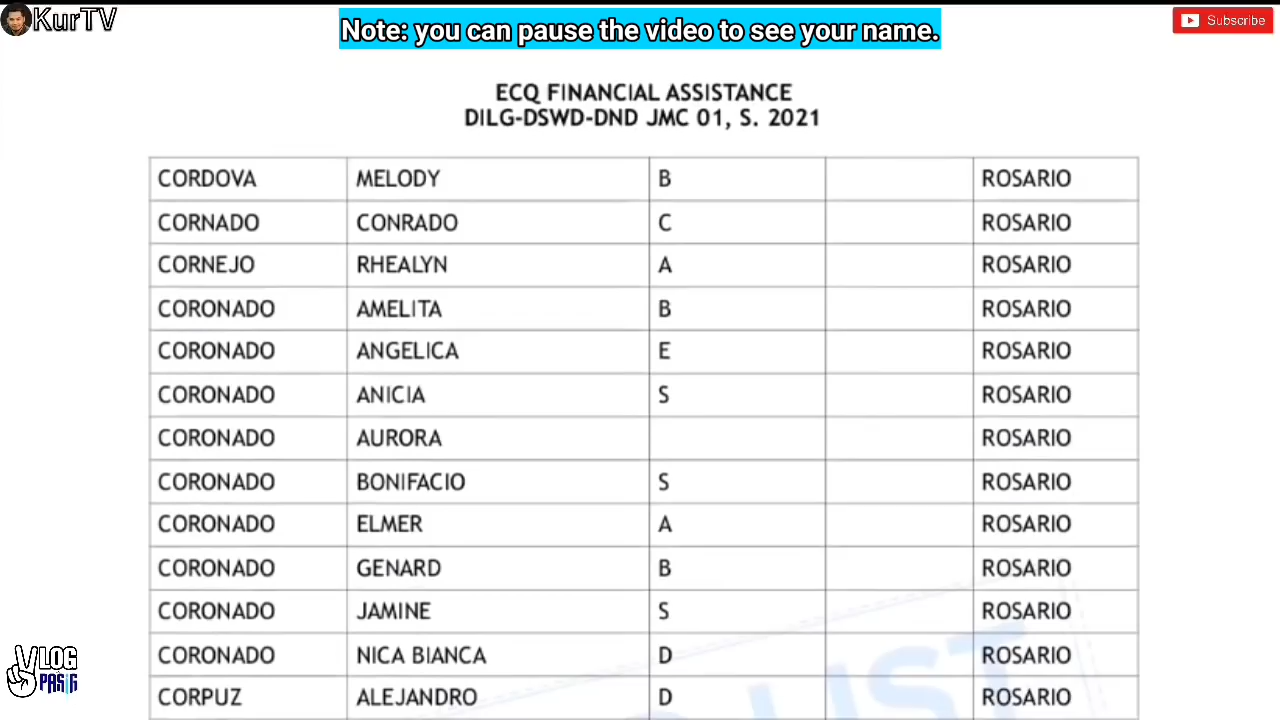 KurTV
Note: you can pause the video to see your name.
Subscribe
ECQ FINANCIAL ASSISTANCE
DILG-DSWD-DND JMC 01, S. 2021
CORDOVA MELODY B ROSARIO
CORNADO CONRADO C ROSARIO
CORNEJO RHEALYN A ROSARIO
CORONADO AMELITA B ROSARIO
CORONADO ANGELICA E ROSARIO
CORONADO ANICIA S ROSARIO
CORONADO AURORA ROSARIO
CORONADO BONIFACIO S ROSARIO
CORONADO ELMER A ROSARIO
CORONADO GENARD B ROSARIO
CORONADO JAMINE S ROSARIO
CORONADO NICA BIANCA D ROSARIO
CORPUZ ALEJANDRO D ROSARIO
LIST
VLOG
PASIG